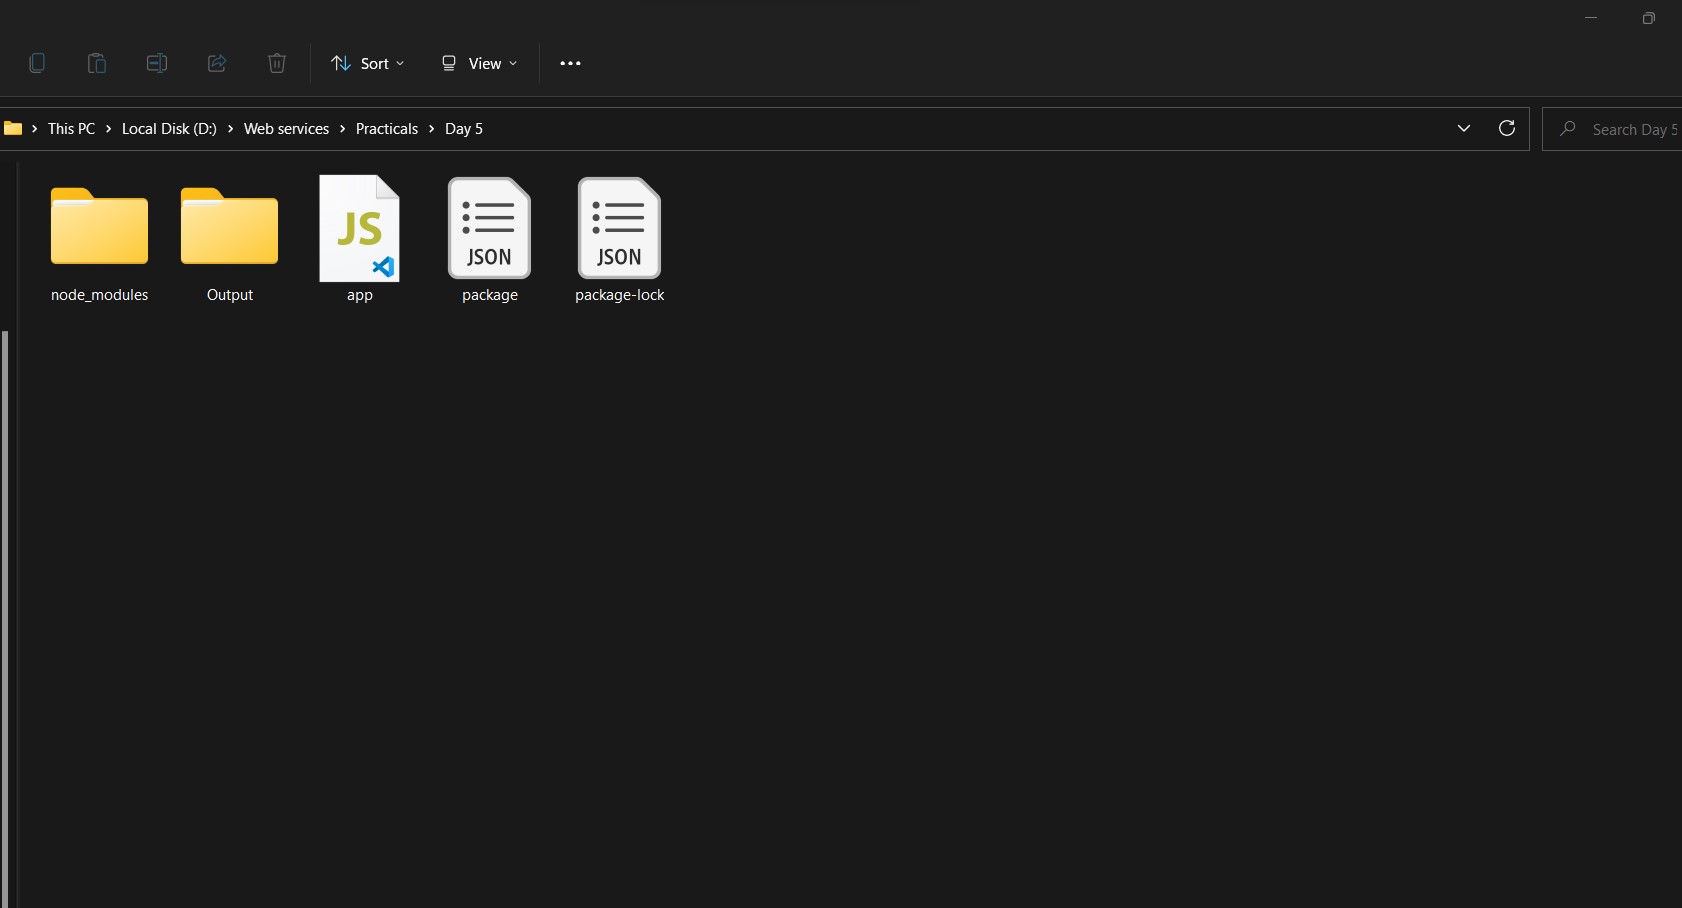 Sort View
This PC Local Disk (D:) Web services Practicals Day 5
Search Day 5
JS JSON JSON
node_modules Output app package package-lock